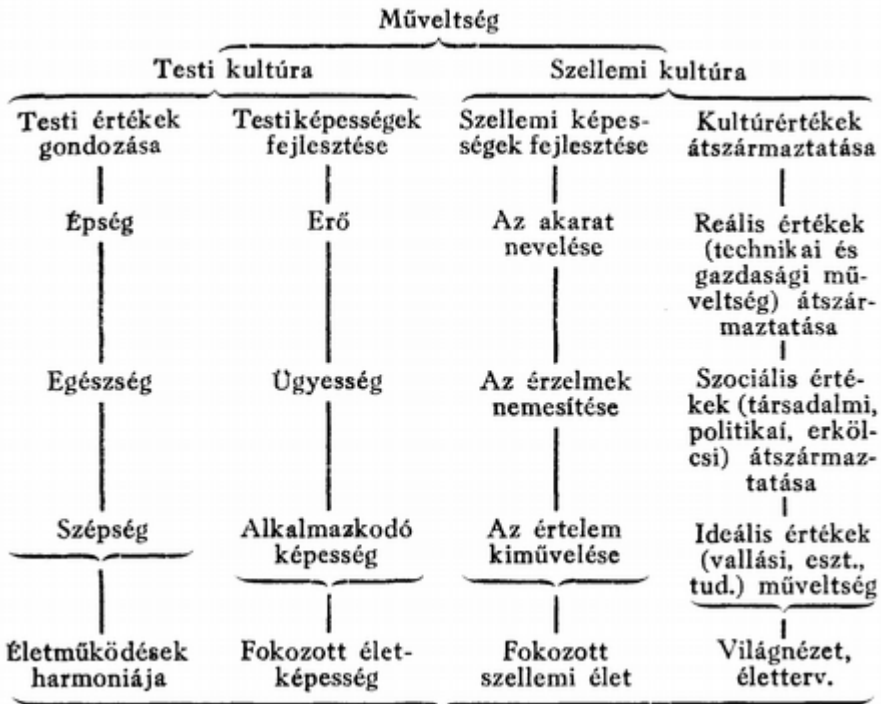 Műveltség
Testi kultúra
Szellemi kultúra
Testi értékek
gondozása
Épség
Egészség
Szépség
Életműködések
harmoniája
Testiképességek
fejlesztése
Erő
Ügyesség
Alkalmazkodó
képesség
Fokozott élet-
képesség
Szellemi képes-
ségek fejlesztése
Az akarat
nevelése
Az érzelmek
nemesítése
Az értelem
kiművelése
Fokozott
szellemi élet
Kultúrértékek
átszármaztatása
Reális értékek
(technikai és
gazdasági mű-
veltség) átszár-
maztatása
Szociális érté-
kek (társadalmi,
politikaí, erköl-
csi) átszármaz-
tatása
Ideális értékek
(vallási, eszt.,
tud.) műveltség
Világnézet,
életterv.